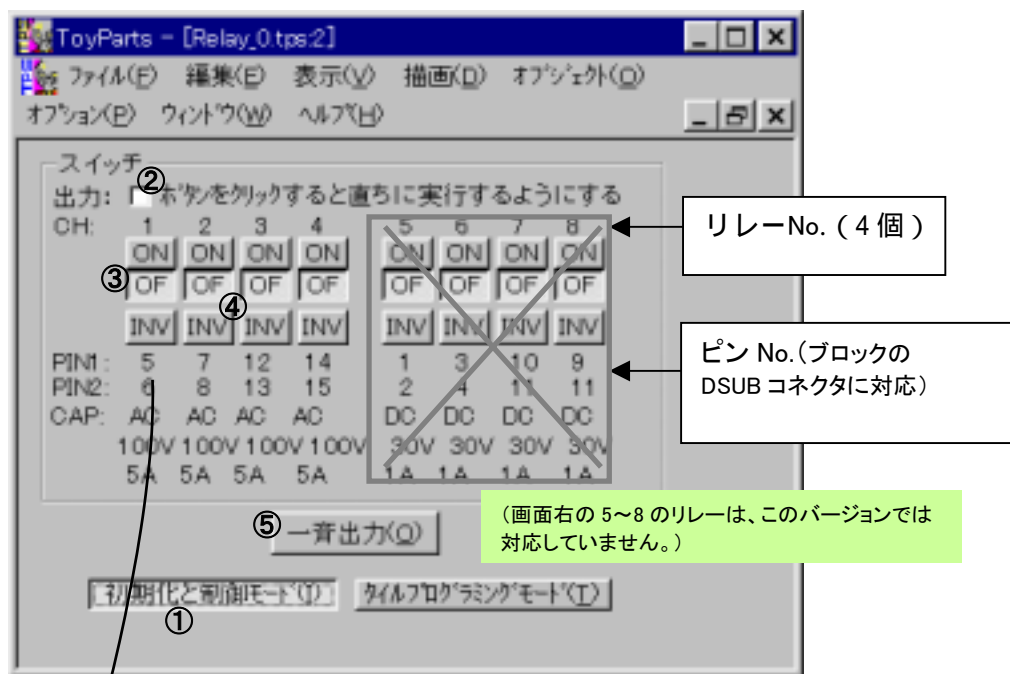 ToyParts - [Relay_0.tps:2]
ファイル(F) 編集(E) 表示(V) 描画(D) オブジェクト(O)
オプション(P) ウィンドウ(W) ヘルプ(H)
スイッチ
出力: ② ボタンをクリックすると直ちに実行するようにする
CH: 1 2 3 4 5 6 7 8
リレーNo.（4個）
ON ON ON ON ON ON ON ON
③ OF OF OF OF OF OF OF OF
④
INV INV INV INV INV INV INV INV
PIN1: 5 7 12 14 1 3 10 9
PIN2: 6 8 13 15 2 4 11 11
ピン No.（ブロックの
DSUB コネクタに対応）
CAP: AC AC AC AC DC DC DC DC
100V 100V 100V 100V 30V 30V 30V 30V
5A 5A 5A 5A 1A 1A 1A 1A
（画面右の 5～8 のリレーは、このバージョンでは
対応していません。）
⑤ 一斉出力(O)
初期化と制御モード(I) タイルプログラミングモード(T)
①